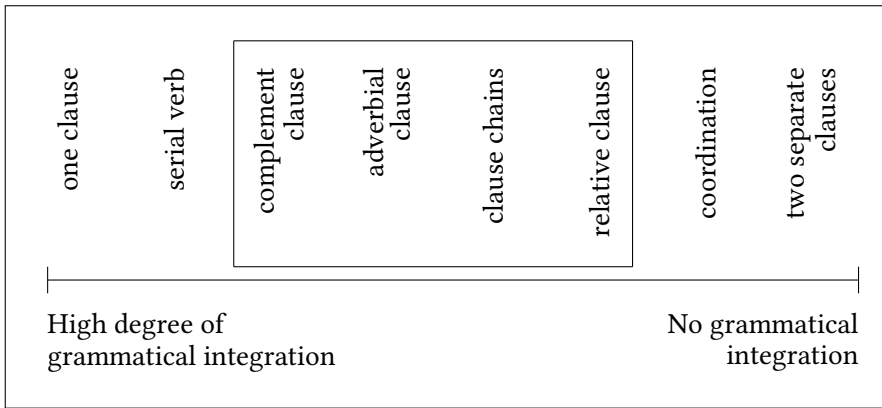 one clause
serial verb
complement
clause
adverbial
clause
clause chains
relative clause
coordination
two separate
clauses
High degree of
grammatical integration
No grammatical
integration